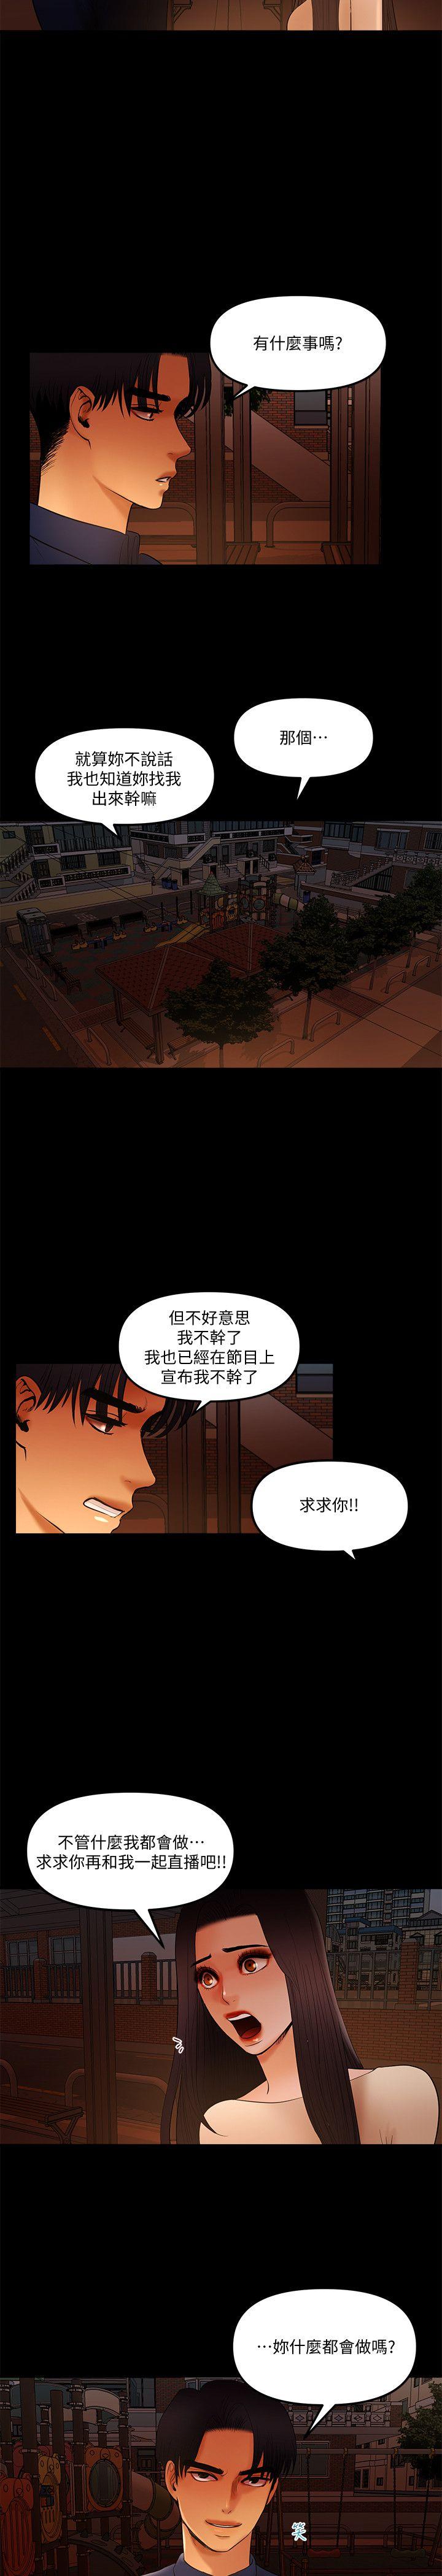 有什麼事嗎?
那個⋯
就算妳不說話
我也知道妳找我
出來幹嘛
但不好意思
我不幹了
我也已經在節目上
宣布我不幹了
求求你!!
不管什麼我都會做⋯
求求你再和我一起直播吧!!
⋯妳什麼都會做嗎?
笑